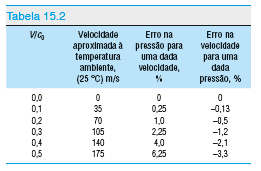 Tabela 15.2
V/c₀ Velocidade aproximada à temperatura ambiente, (25 °C) m/s Erro na pressão para uma dada velocidade, % Erro na velocidade para uma dada pressão, %
0,0 0 0 0
0,1 35 0,25 –0,13
0,2 70 1,0 –0,5
0,3 105 2,25 –1,2
0,4 140 4,0 –2,1
0,5 175 6,25 –3,3